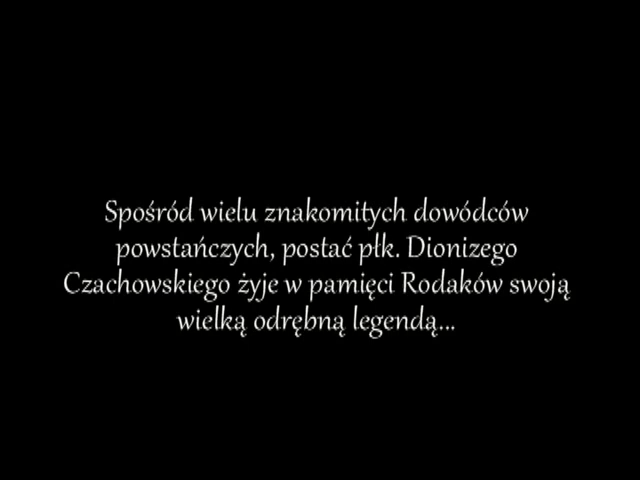 Spośród wielu znakomitych dowódców
powstańczych, postać płk. Dionizego
Czachowskiego żyje w pamięci Rodaków swoją
wielką odrębną legendą...